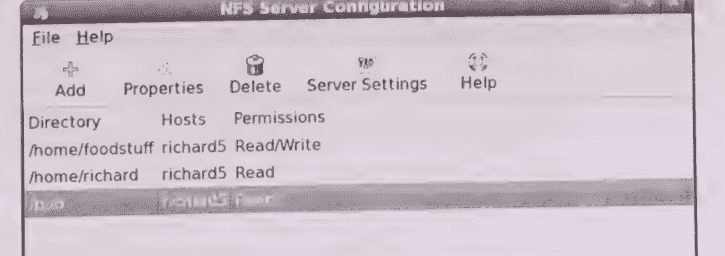 NFS Server Configuration
File Help
Add Properties Delete Server Settings Help
Directory Hosts Permissions
/home/foodstuff richard5 Read/Write
/home/richard richard5 Read
richard5